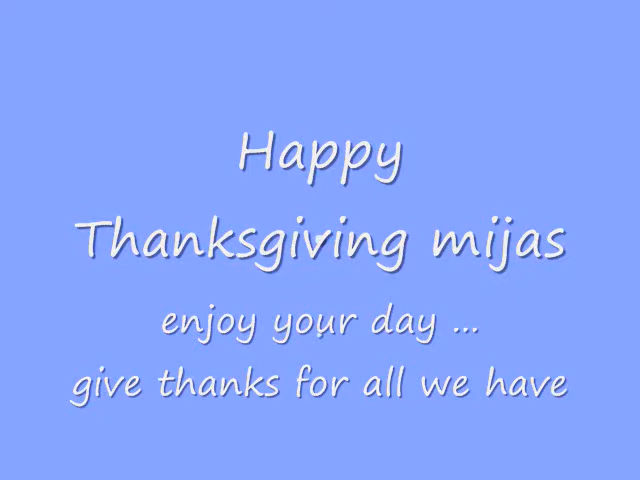 Happy
Thanksgiving mijas
enjoy your day ...
give thanks for all we have